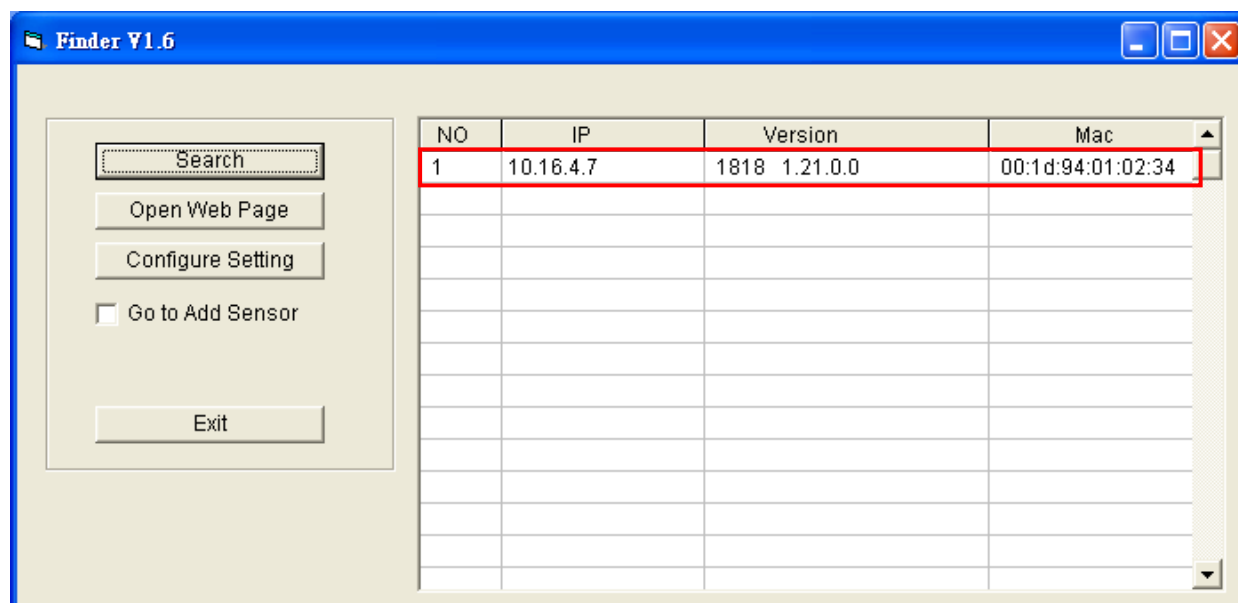 Finder V1.6
Search
Open Web Page
Configure Setting
Go to Add Sensor
Exit
NO IP Version Mac
1 10.16.4.7 1818 1.21.0.0 00:1d:94:01:02:34